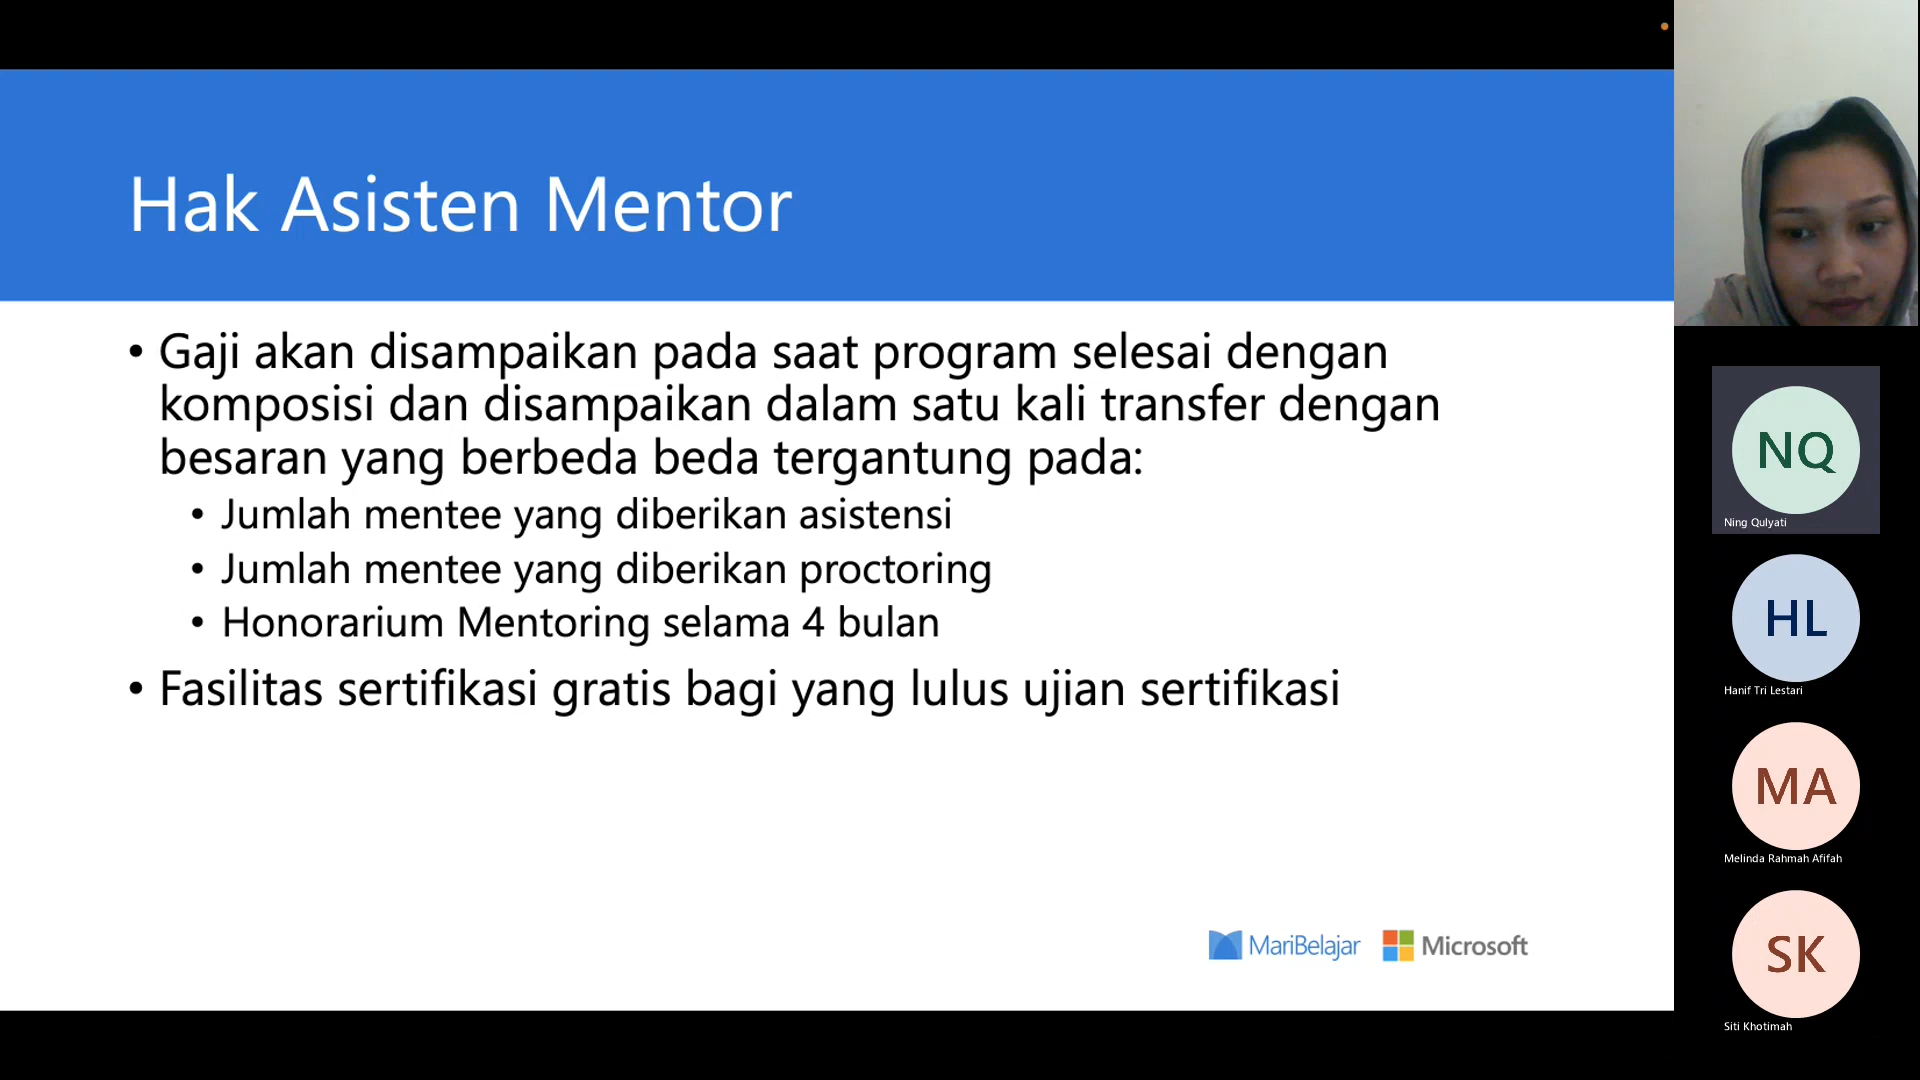 Hak Asisten Mentor
• Gaji akan disampaikan pada saat program selesai dengan
komposisi dan disampaikan dalam satu kali transfer dengan
besaran yang berbeda beda tergantung pada:
• Jumlah mentee yang diberikan asistensi
• Jumlah mentee yang diberikan proctoring
• Honorarium Mentoring selama 4 bulan
• Fasilitas sertifikasi gratis bagi yang lulus ujian sertifikasi
MariBelajar Microsoft
NQ
Ning Qulyati
HL
Hanif Tri Lestari
MA
Melinda Rahmah Afifah
SK
Siti Khotimah